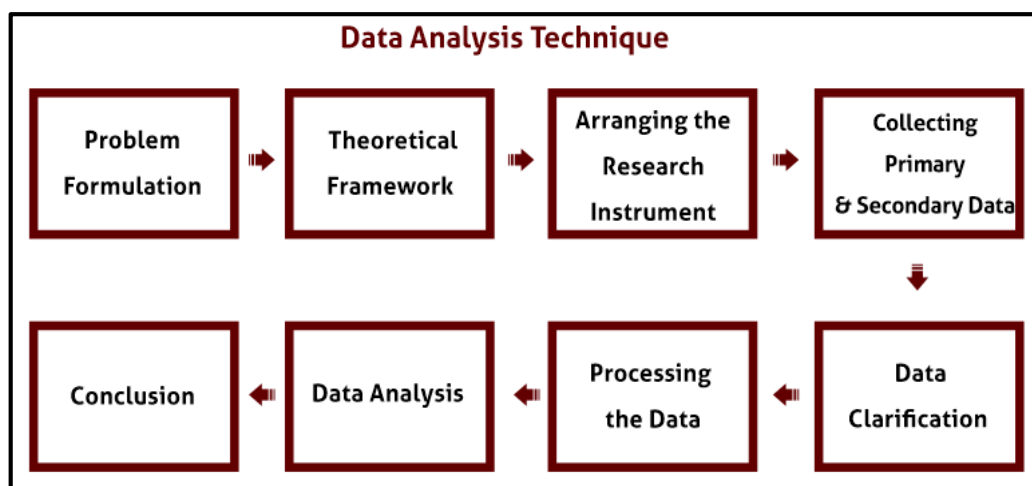 Data Analysis Technique
Problem
Formulation
Theoretical
Framework
Arranging the
Research
Instrument
Collecting
Primary
& Secondary Data
Data
Clarification
Processing
the Data
Data Analysis
Conclusion